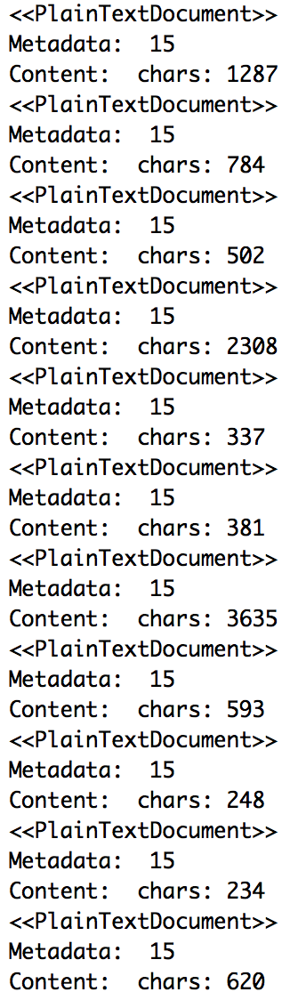 <<PlainTextDocument>>
Metadata:  15
Content:  chars: 1287
<<PlainTextDocument>>
Metadata:  15
Content:  chars: 784
<<PlainTextDocument>>
Metadata:  15
Content:  chars: 502
<<PlainTextDocument>>
Metadata:  15
Content:  chars: 2308
<<PlainTextDocument>>
Metadata:  15
Content:  chars: 337
<<PlainTextDocument>>
Metadata:  15
Content:  chars: 381
<<PlainTextDocument>>
Metadata:  15
Content:  chars: 3635
<<PlainTextDocument>>
Metadata:  15
Content:  chars: 593
<<PlainTextDocument>>
Metadata:  15
Content:  chars: 248
<<PlainTextDocument>>
Metadata:  15
Content:  chars: 234
<<PlainTextDocument>>
Metadata:  15
Content:  chars: 620